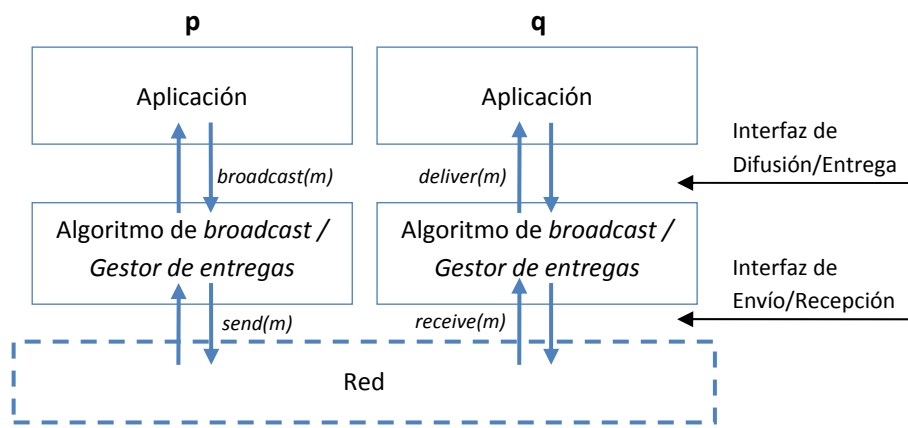 p
q
Aplicación
Aplicación
Interfaz de
Difusión/Entrega
broadcast(m)
deliver(m)
Algoritmo de broadcast /
Gestor de entregas
Algoritmo de broadcast /
Gestor de entregas
Interfaz de
Envío/Recepción
send(m)
receive(m)
Red